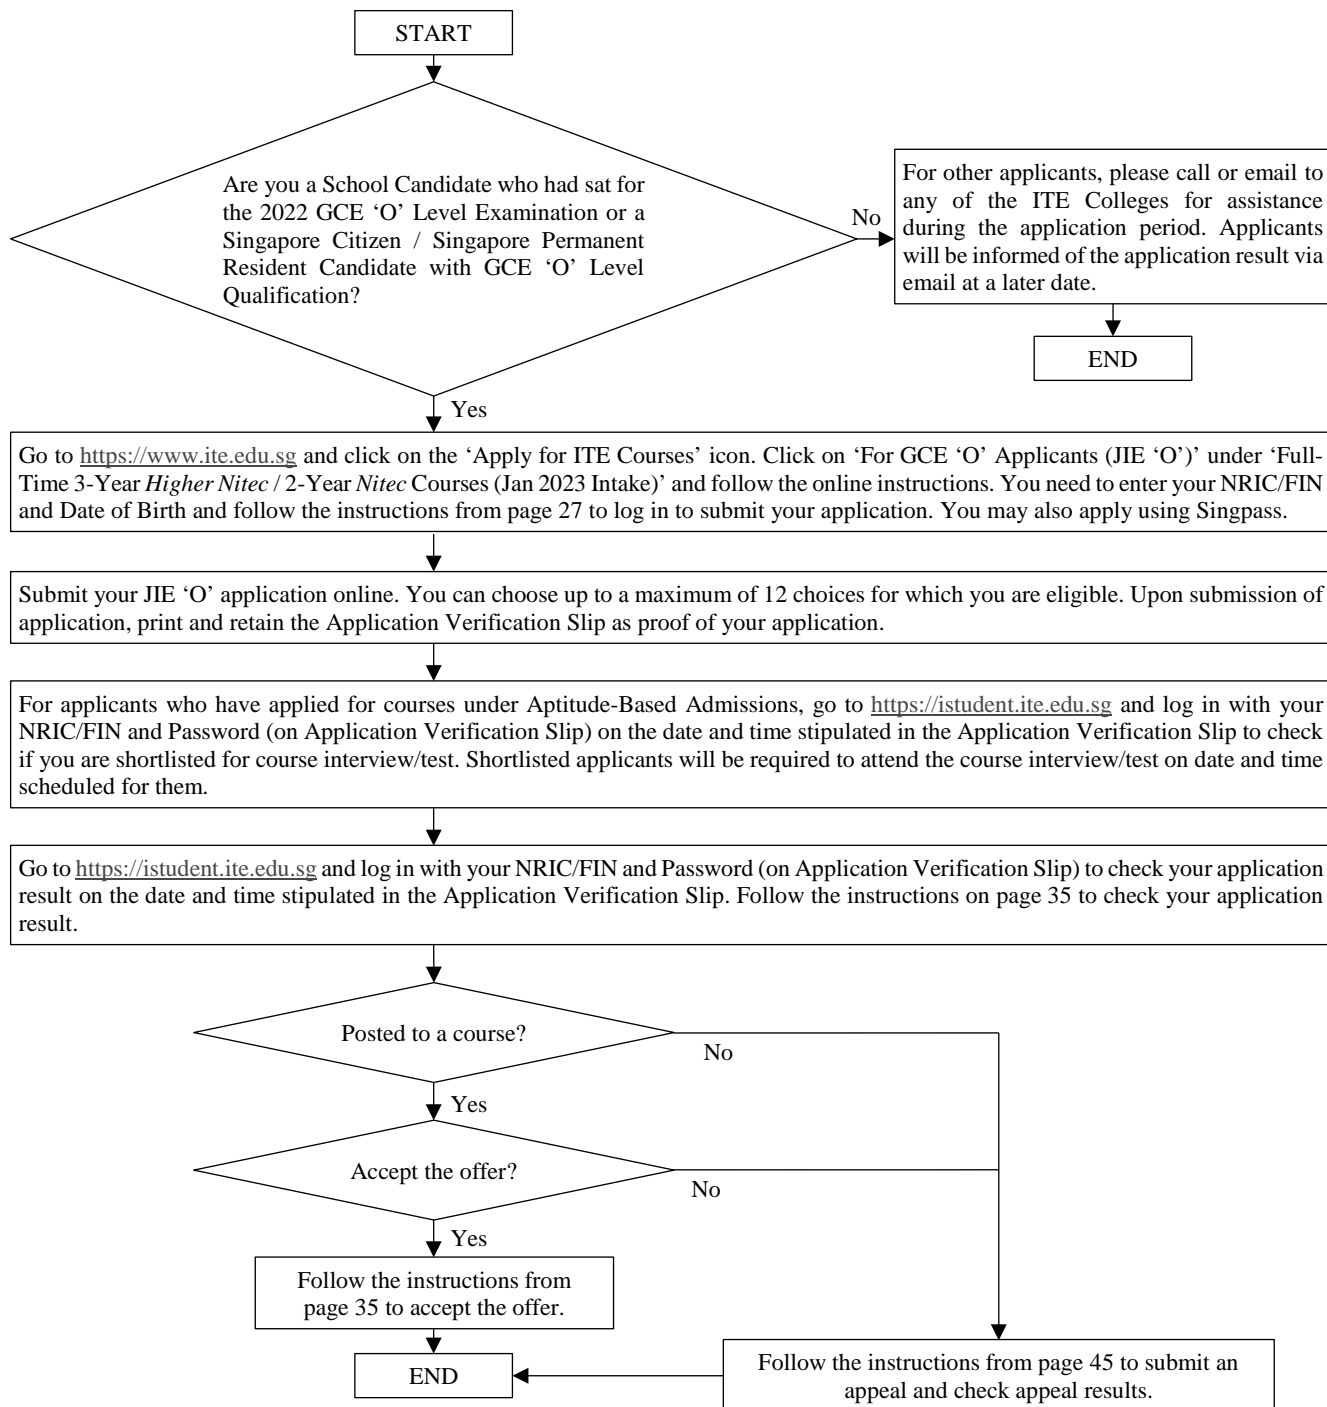 START
Are you a School Candidate who had sat for
the 2022 GCE ‘O’ Level Examination or a
Singapore Citizen / Singapore Permanent
Resident Candidate with GCE ‘O’ Level
Qualification?
No
For other applicants, please call or email to
any of the ITE Colleges for assistance
during the application period. Applicants
will be informed of the application result via
email at a later date.
END
Yes
Go to https://www.ite.edu.sg and click on the ‘Apply for ITE Courses’ icon. Click on ‘For GCE ‘O’ Applicants (JIE ‘O’)’ under ‘Full-
Time 3-Year Higher Nitec / 2-Year Nitec Courses (Jan 2023 Intake)’ and follow the online instructions. You need to enter your NRIC/FIN
and Date of Birth and follow the instructions from page 27 to log in to submit your application. You may also apply using Singpass.
Submit your JIE ‘O’ application online. You can choose up to a maximum of 12 choices for which you are eligible. Upon submission of
application, print and retain the Application Verification Slip as proof of your application.
For applicants who have applied for courses under Aptitude-Based Admissions, go to https://istudent.ite.edu.sg and log in with your
NRIC/FIN and Password (on Application Verification Slip) on the date and time stipulated in the Application Verification Slip to check
if you are shortlisted for course interview/test. Shortlisted applicants will be required to attend the course interview/test on date and time
scheduled for them.
Go to https://istudent.ite.edu.sg and log in with your NRIC/FIN and Password (on Application Verification Slip) to check your application
result on the date and time stipulated in the Application Verification Slip. Follow the instructions on page 35 to check your application
result.
Posted to a course?
No
Yes
Accept the offer?
No
Yes
Follow the instructions from
page 35 to accept the offer.
END
Follow the instructions from page 45 to submit an
appeal and check appeal results.